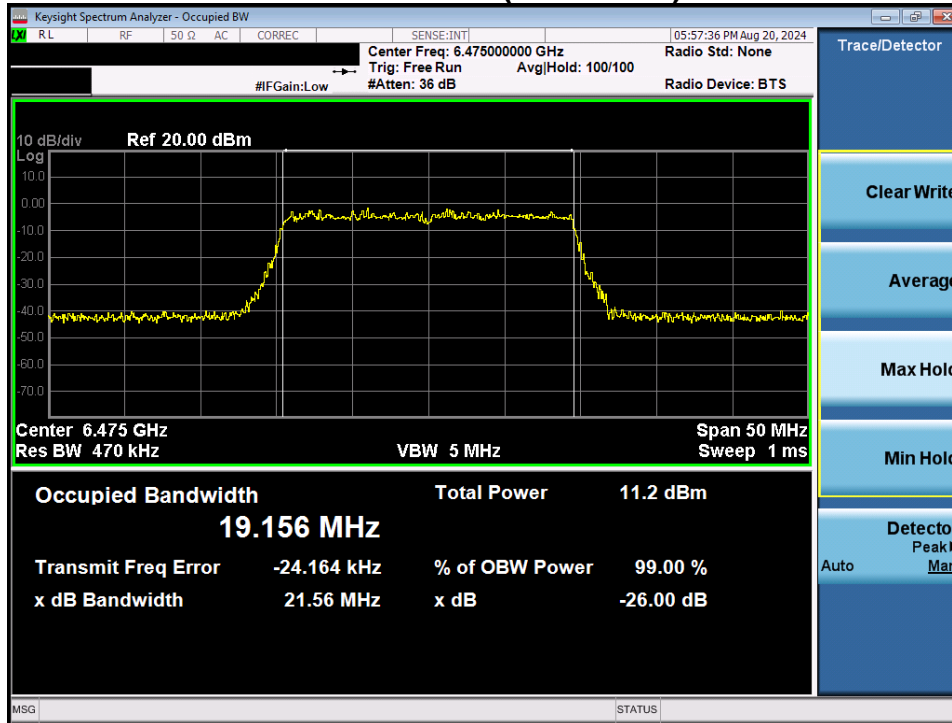 Keysight Spectrum Analyzer - Occupied BW
LXI RL RF 50 Ω AC CORREC SENSE:INT 05:57:36 PM Aug 20, 2024
Center Freq: 6.475000000 GHz Radio Std: None
Trig: Free Run Avg|Hold: 100/100
#IFGain:Low #Atten: 36 dB Radio Device: BTS
Trace/Detector
10 dB/div Ref 20.00 dBm
Log
10.0
0.00
-10.0
-20.0
-30.0
-40.0
-50.0
-60.0
-70.0
Center 6.475 GHz Span 50 MHz
Res BW 470 kHz VBW 5 MHz Sweep 1 ms
Occupied Bandwidth Total Power 11.2 dBm
19.156 MHz
Transmit Freq Error -24.164 kHz % of OBW Power 99.00 %
x dB Bandwidth 21.56 MHz x dB -26.00 dB
Clear Write
Average
Max Hold
Min Hold
Detecto
Peak
Auto Man
MSG STATUS